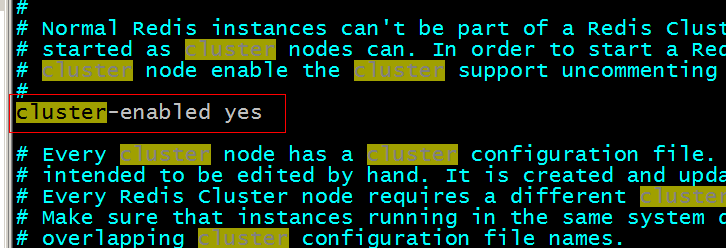 #
# Normal Redis instances can't be part of a Redis Clust
# started as cluster nodes can. In order to start a Red
# cluster node enable the cluster support uncommenting
#
cluster-enabled yes
# Every cluster node has a cluster configuration file.
# intended to be edited by hand. It is created and upda
# Every Redis Cluster node requires a different cluster
# Make sure that instances running in the same system d
# overlapping cluster configuration file names.